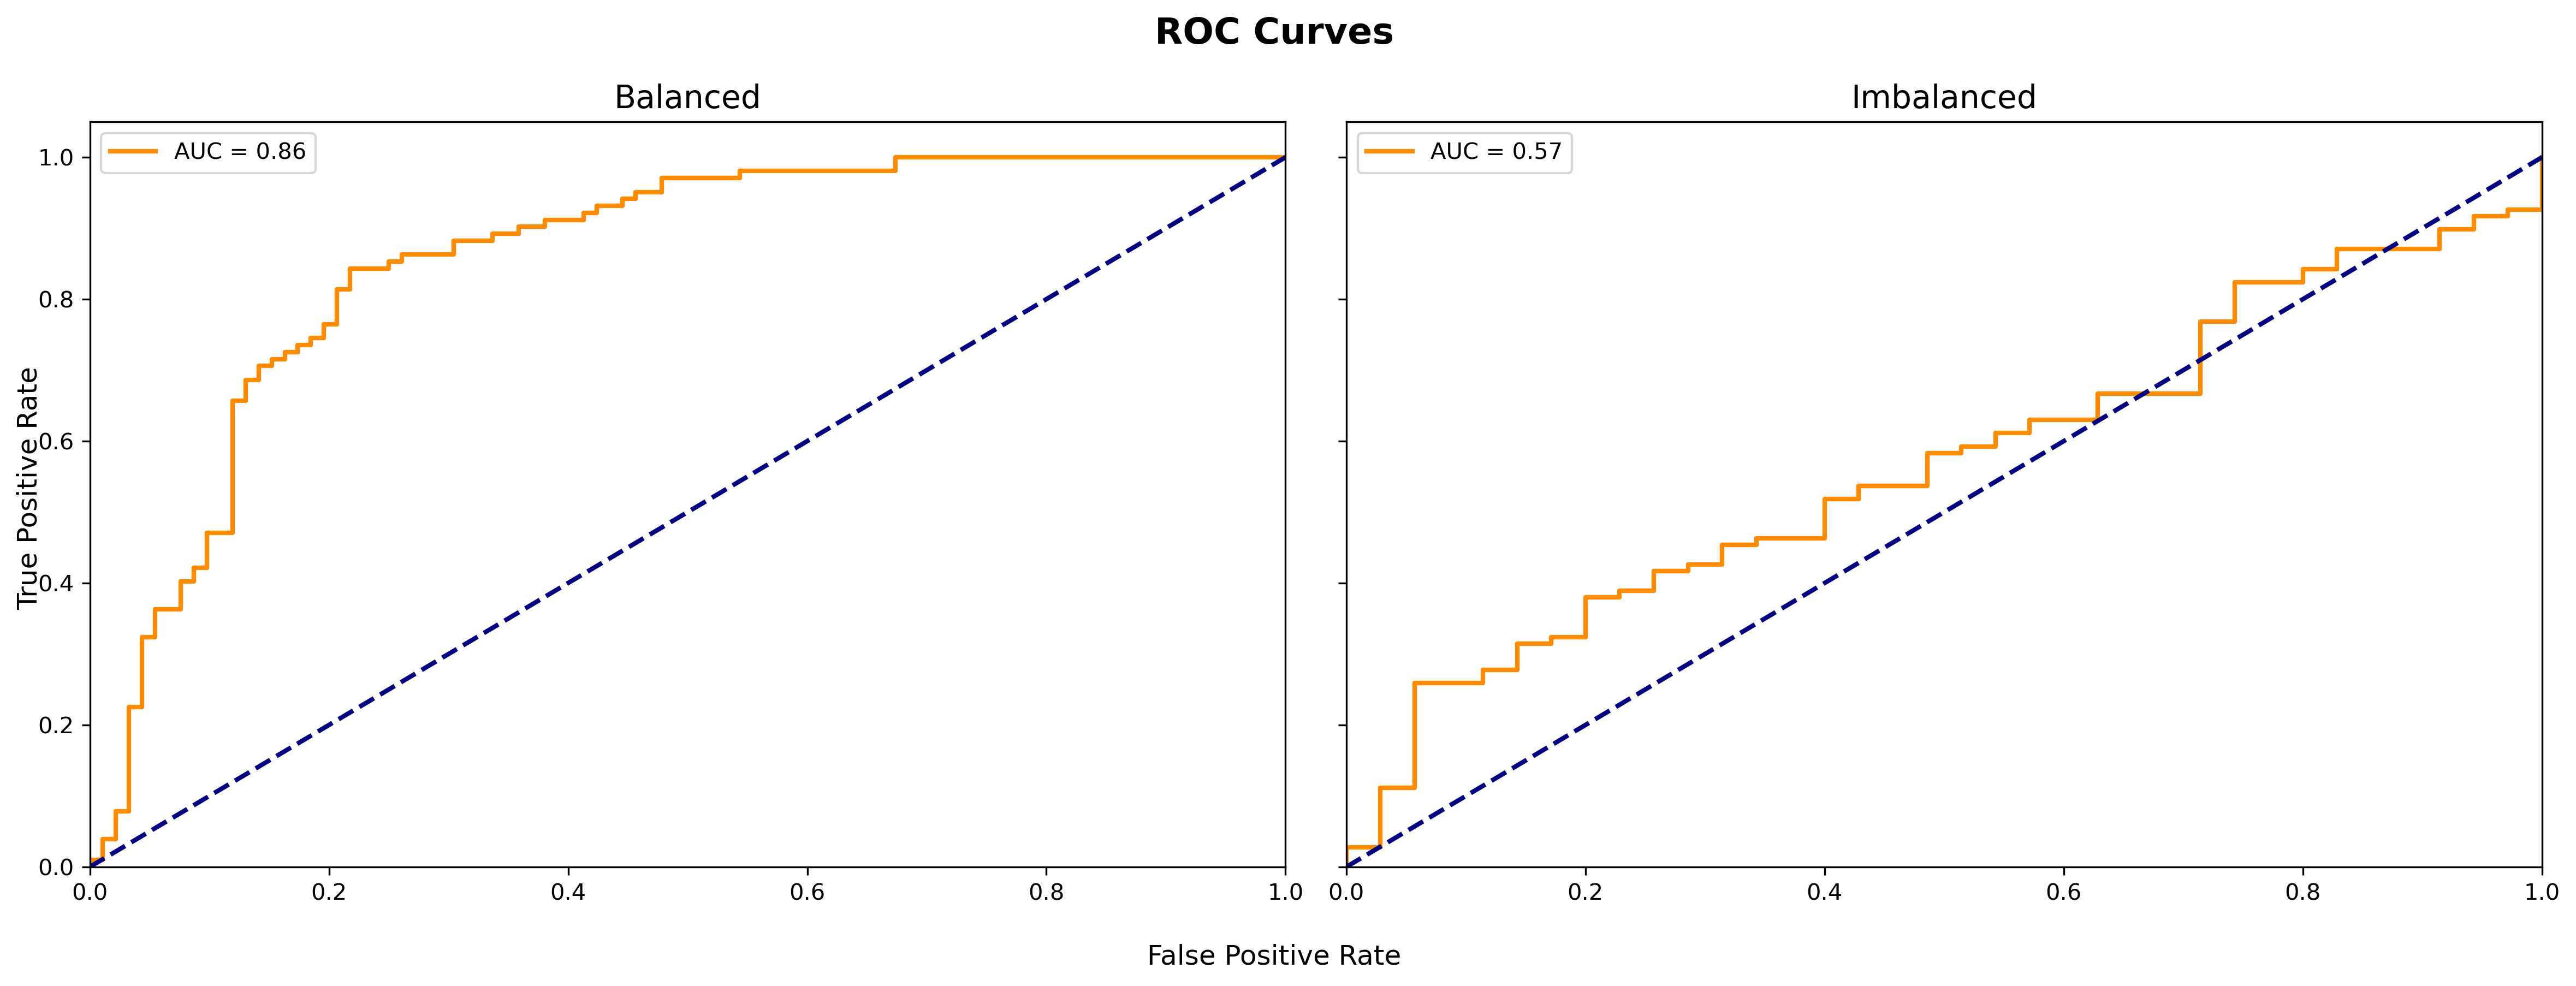 ROC Curves
Balanced
AUC = 0.86
True Positive Rate
1.0
0.8
0.6
0.4
0.2
0.0
0.0 0.2 0.4 0.6 0.8 1.0
Imbalanced
AUC = 0.57
0.0 0.2 0.4 0.6 0.8 1.0
False Positive Rate